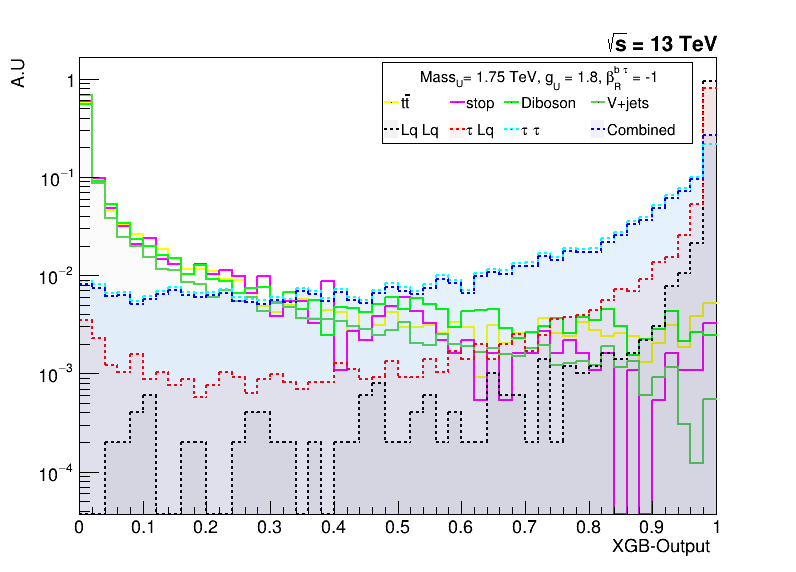 √s = 13 TeV
A.U
Mass_U= 1.75 TeV, g_U = 1.8, β_R^{b τ} = -1
tt̄ stop Diboson V+jets
Lq Lq τ Lq τ τ Combined
1
10⁻¹
10⁻²
10⁻³
10⁻⁴
0 0.1 0.2 0.3 0.4 0.5 0.6 0.7 0.8 0.9 1
XGB-Output